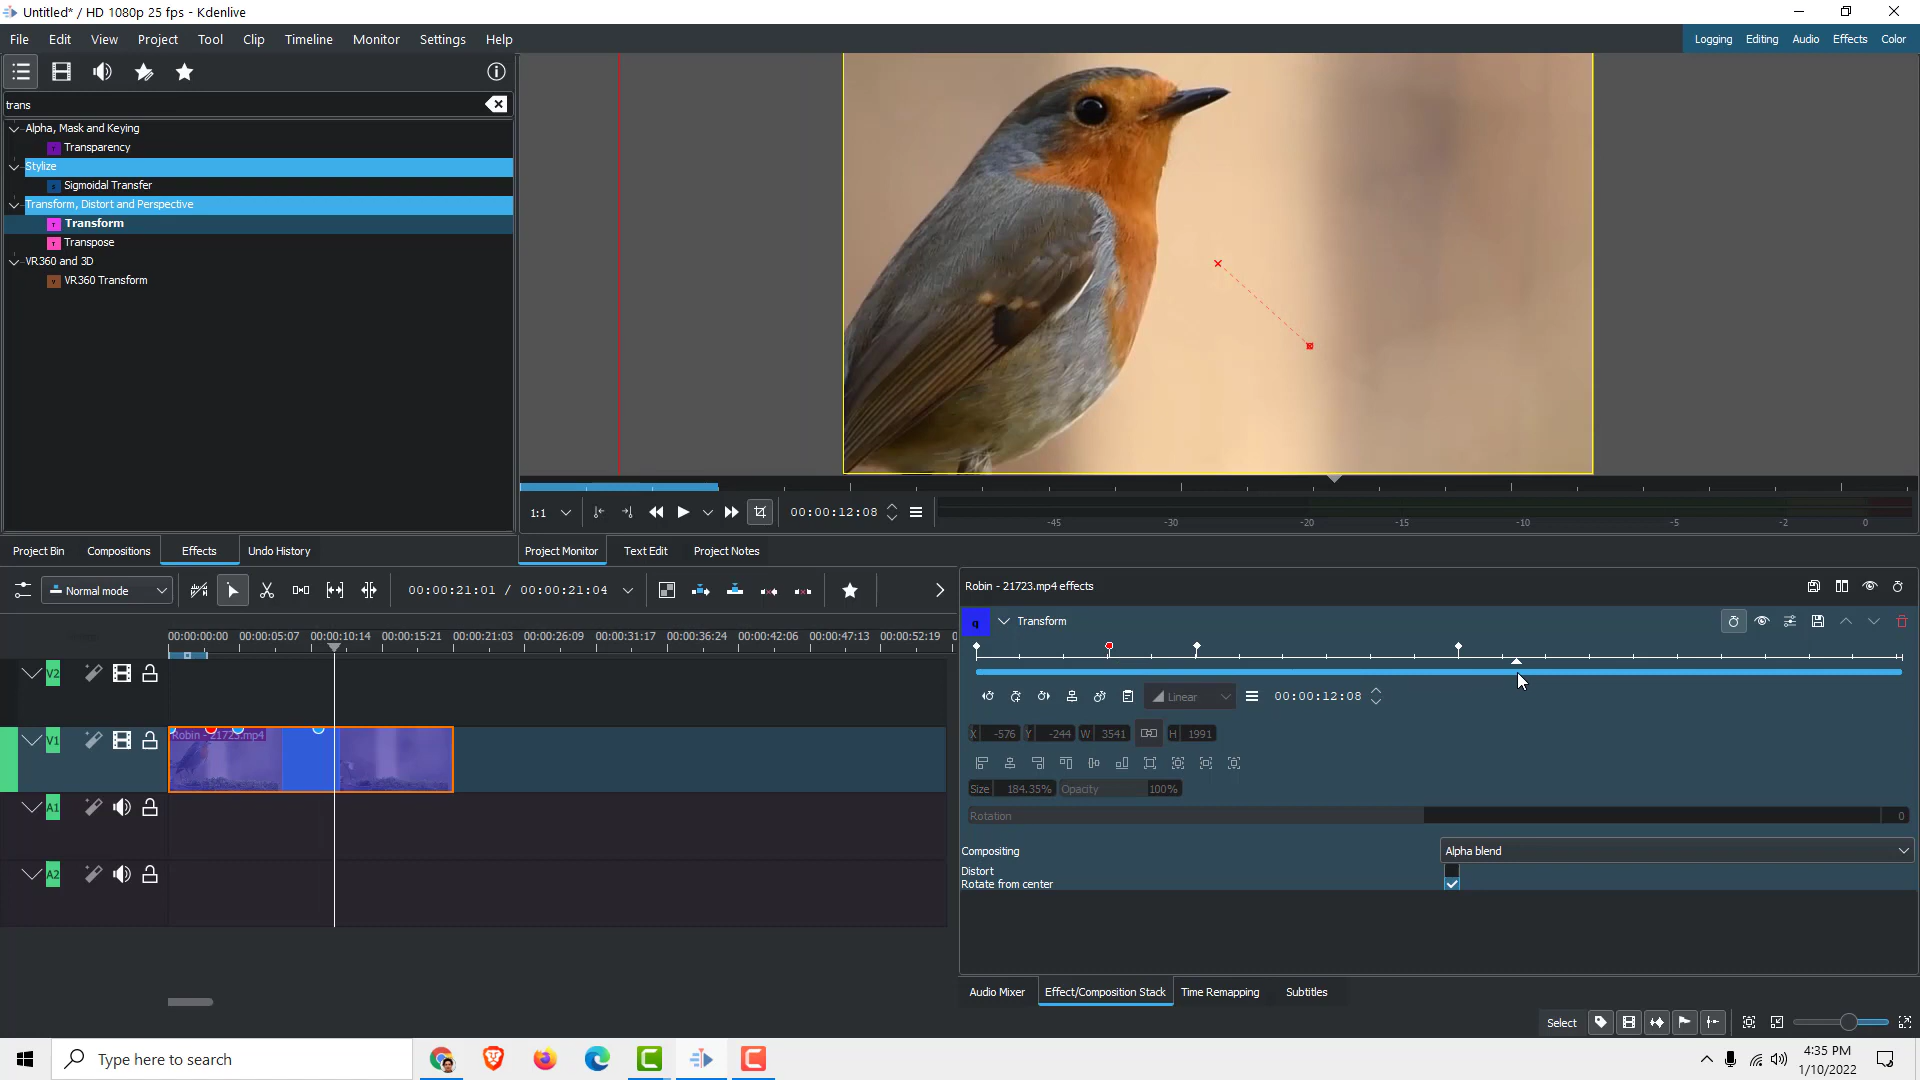 Untitled* / HD 1080p 25 fps - Kdenlive
File Edit View Project Tool Clip Timeline Monitor Settings Help
Logging Editing Audio Effects Color
trans
Alpha, Mask and Keying
Transparency
Stylize
Sigmoidal Transfer
Transform, Distort and Perspective
Transform
Transpose
VR360 and 3D
VR360 Transform
1:1 00:00:12:08
-45 -30 -20 -15 -10 -5 -2 0
Project Bin Compositions Effects Undo History
Project Monitor Text Edit Project Notes
Normal mode 00:00:21:01 / 00:00:21:04
00:00:00:00 00:00:05:07 00:00:10:14 00:00:15:21 00:00:21:03 00:00:26:09 00:00:31:17 00:00:36:24 00:00:42:06 00:00:47:13 00:00:52:19
V2
V1
Robin - 21723.mp4
A1
A2
Robin - 21723.mp4 effects
q Transform
Linear 00:00:12:08
X -576 Y -244 W 3541 H 1991
Size 184.35% Opacity 100%
Rotation 0
Compositing Alpha blend
Distort
Rotate from center
Audio Mixer Effect/Composition Stack Time Remapping Subtitles
Select
Type here to search
4:35 PM
1/10/2022